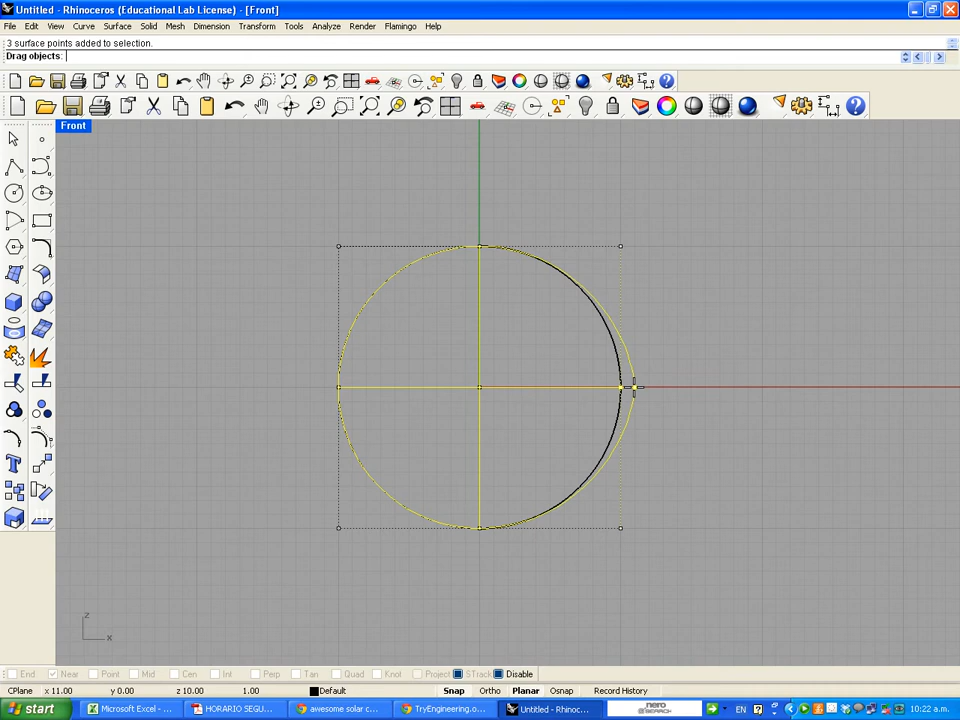 Untitled - Rhinoceros (Educational Lab License) - [Front]
File Edit View Curve Surface Solid Mesh Dimension Transform Tools Analyze Render Flamingo Help
3 surface points added to selection.
Drag objects:
Front
z
x
End Near Point Mid Cen Int Perp Tan Quad Knot Project STrack Disable
CPlane x 11.00 y 0.00 z 10.00 1.00 Default Snap Ortho Planar Osnap Record History
start Microsoft Excel - ... HORARIO SEGU... awesome solar c... TryEngineering.o... Untitled - Rhinoc... nero SEARCH EN 10:22 a.m.